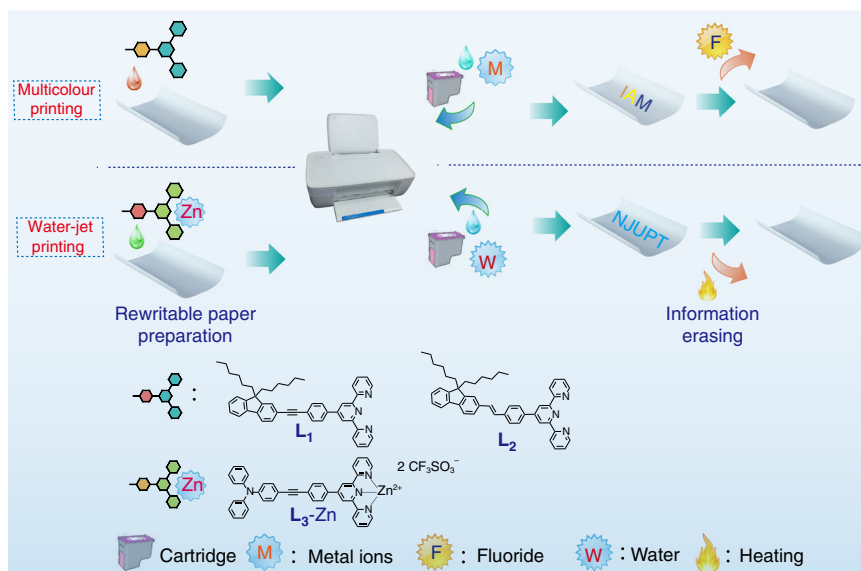 Multicolour
printing
M
IAM
F
Water-jet
printing
Zn
W
NJUPT
Rewritable paper
preparation
Information
erasing
:
L1
N
N
N
L2
N
N
N
Zn
:
N
L3-Zn
N
N
N
Zn2+
2 CF3SO3−
Cartridge
M : Metal ions
F : Fluoride
W : Water
: Heating